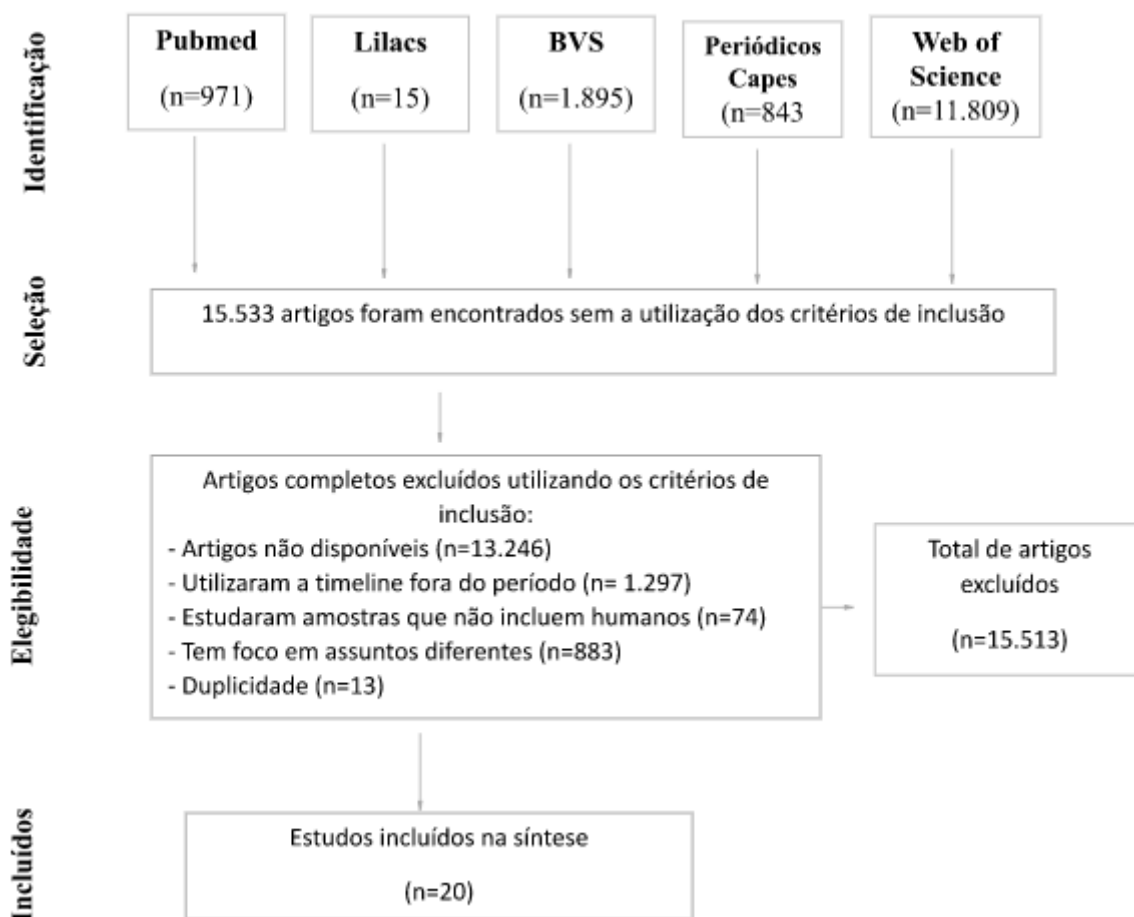 Identificação
Pubmed
(n=971)
Lilacs
(n=15)
BVS
(n=1.895)
Periódicos
Capes
(n=843
Web of
Science
(n=11.809)
Seleção
15.533 artigos foram encontrados sem a utilização dos critérios de inclusão
Elegibilidade
Artigos completos excluídos utilizando os critérios de
inclusão:
- Artigos não disponíveis (n=13.246)
- Utilizaram a timeline fora do período (n= 1.297)
- Estudaram amostras que não incluem humanos (n=74)
- Tem foco em assuntos diferentes (n=883)
- Duplicidade (n=13)
Total de artigos
excluídos
(n=15.513)
Incluídos
Estudos incluídos na síntese
(n=20)